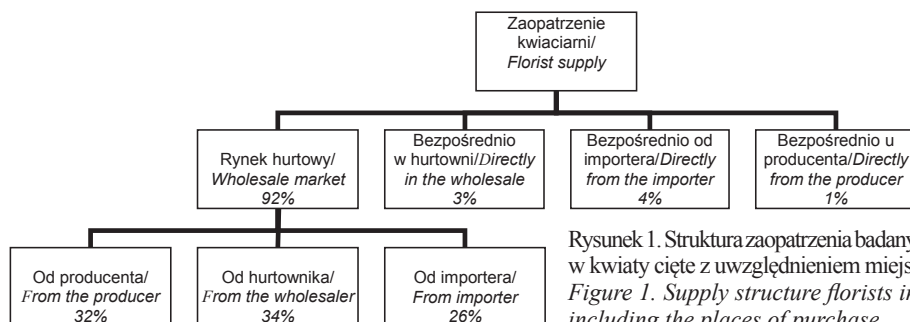 Zaopatrzenie
kwiaciarni/
Florist supply
Rynek hurtowy/
Wholesale market
92%
Bezpośrednio
w hurtowni/Directly
in the wholesale
3%
Bezpośrednio od
importera/Directly
from the importer
4%
Bezpośrednio u
producenta/Directly
from the producer
1%
Od producenta/
From the producer
32%
Od hurtownika/
From the wholesaler
34%
Od importera/
From importer
26%
Rysunek 1. Struktura zaopatrzenia
w kwiaty cięte z uwzględnieniem
Figure 1. Supply structure florists
including the places of purchase